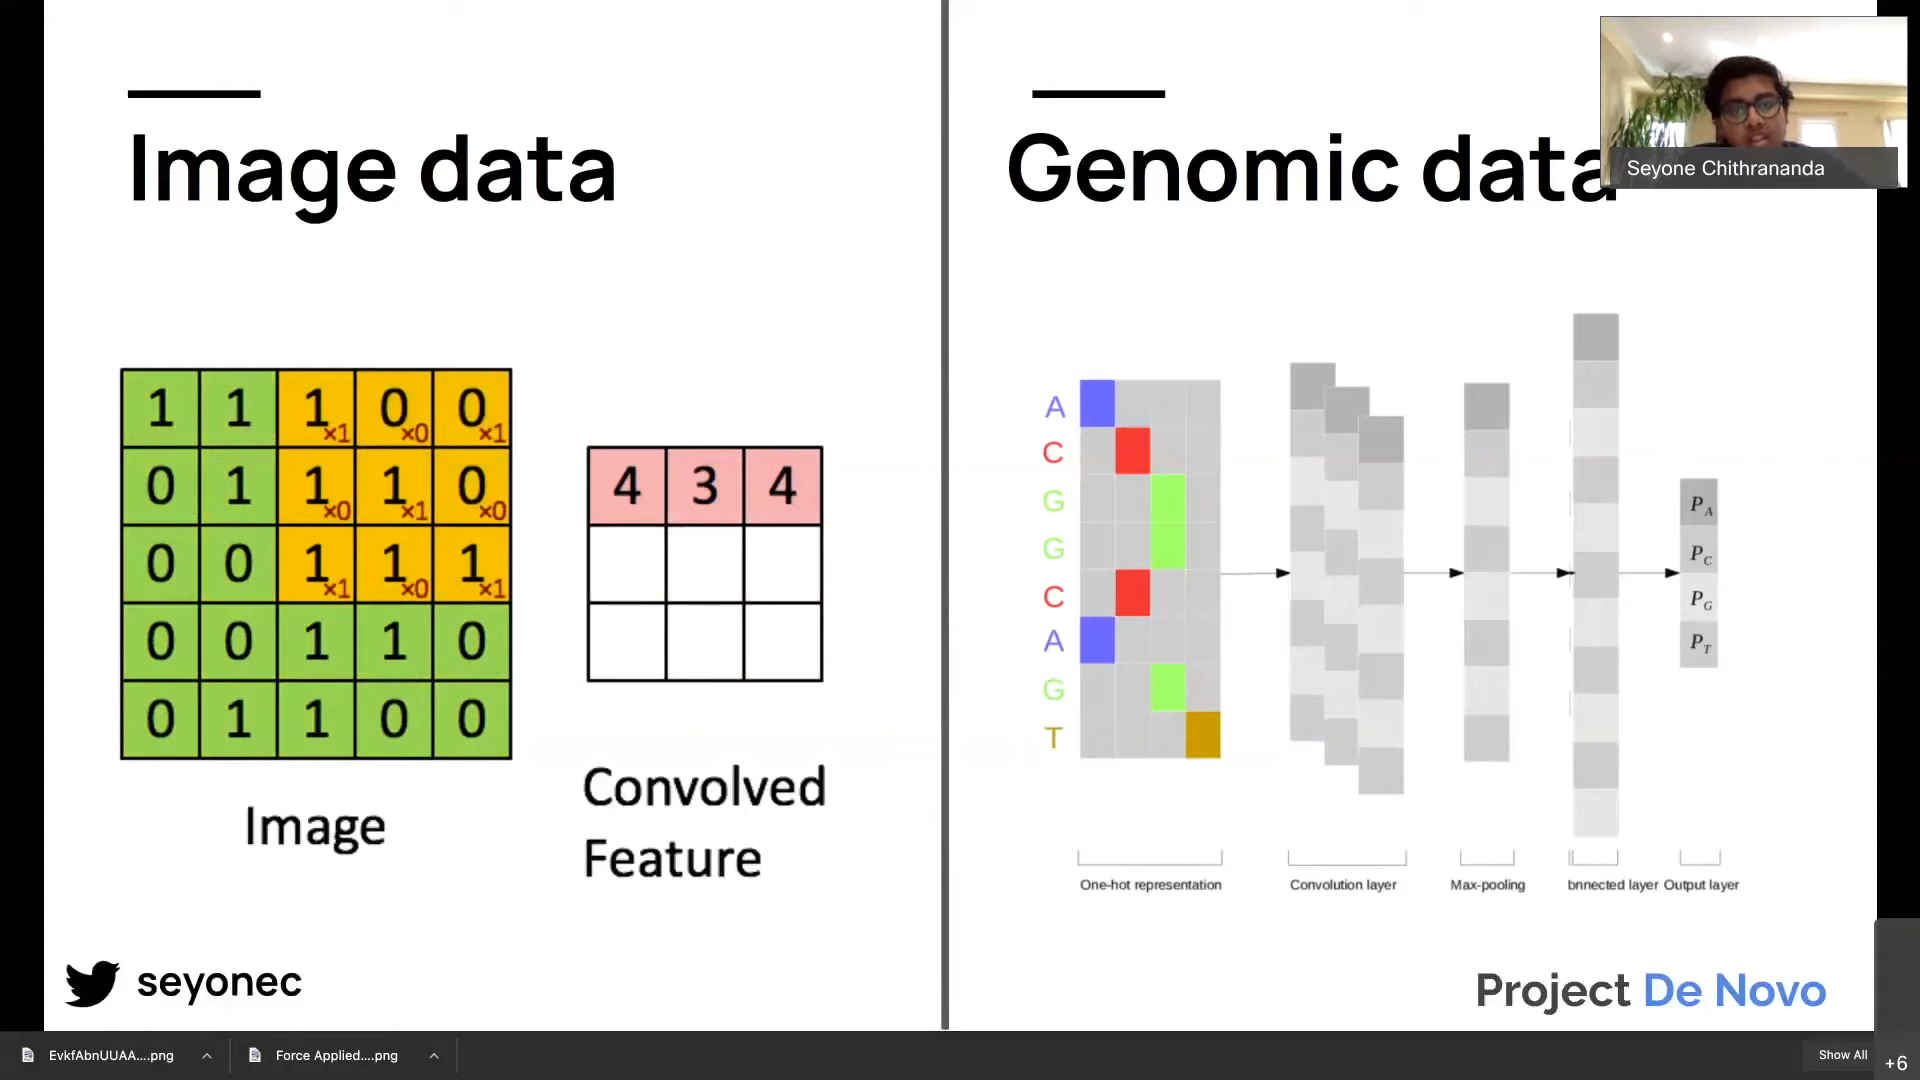 Image data
1 1 1×1 0×0 0×1
0 1 1×0 1×1 0×0
0 0 1×1 1×0 1×1
0 0 1 1 0
0 1 1 0 0
Image
4 3 4
Convolved
Feature
seyonec
Genomic data
Seyone Chithrananda
A
C
G
G
C
A
G
T
P_A
P_C
P_G
P_T
One-hot representation
Convolution layer
Max-pooling
bnnected layer
Output layer
Project De Novo
EvkfAbnUUAA....png
Force Applied....png
Show All
+6